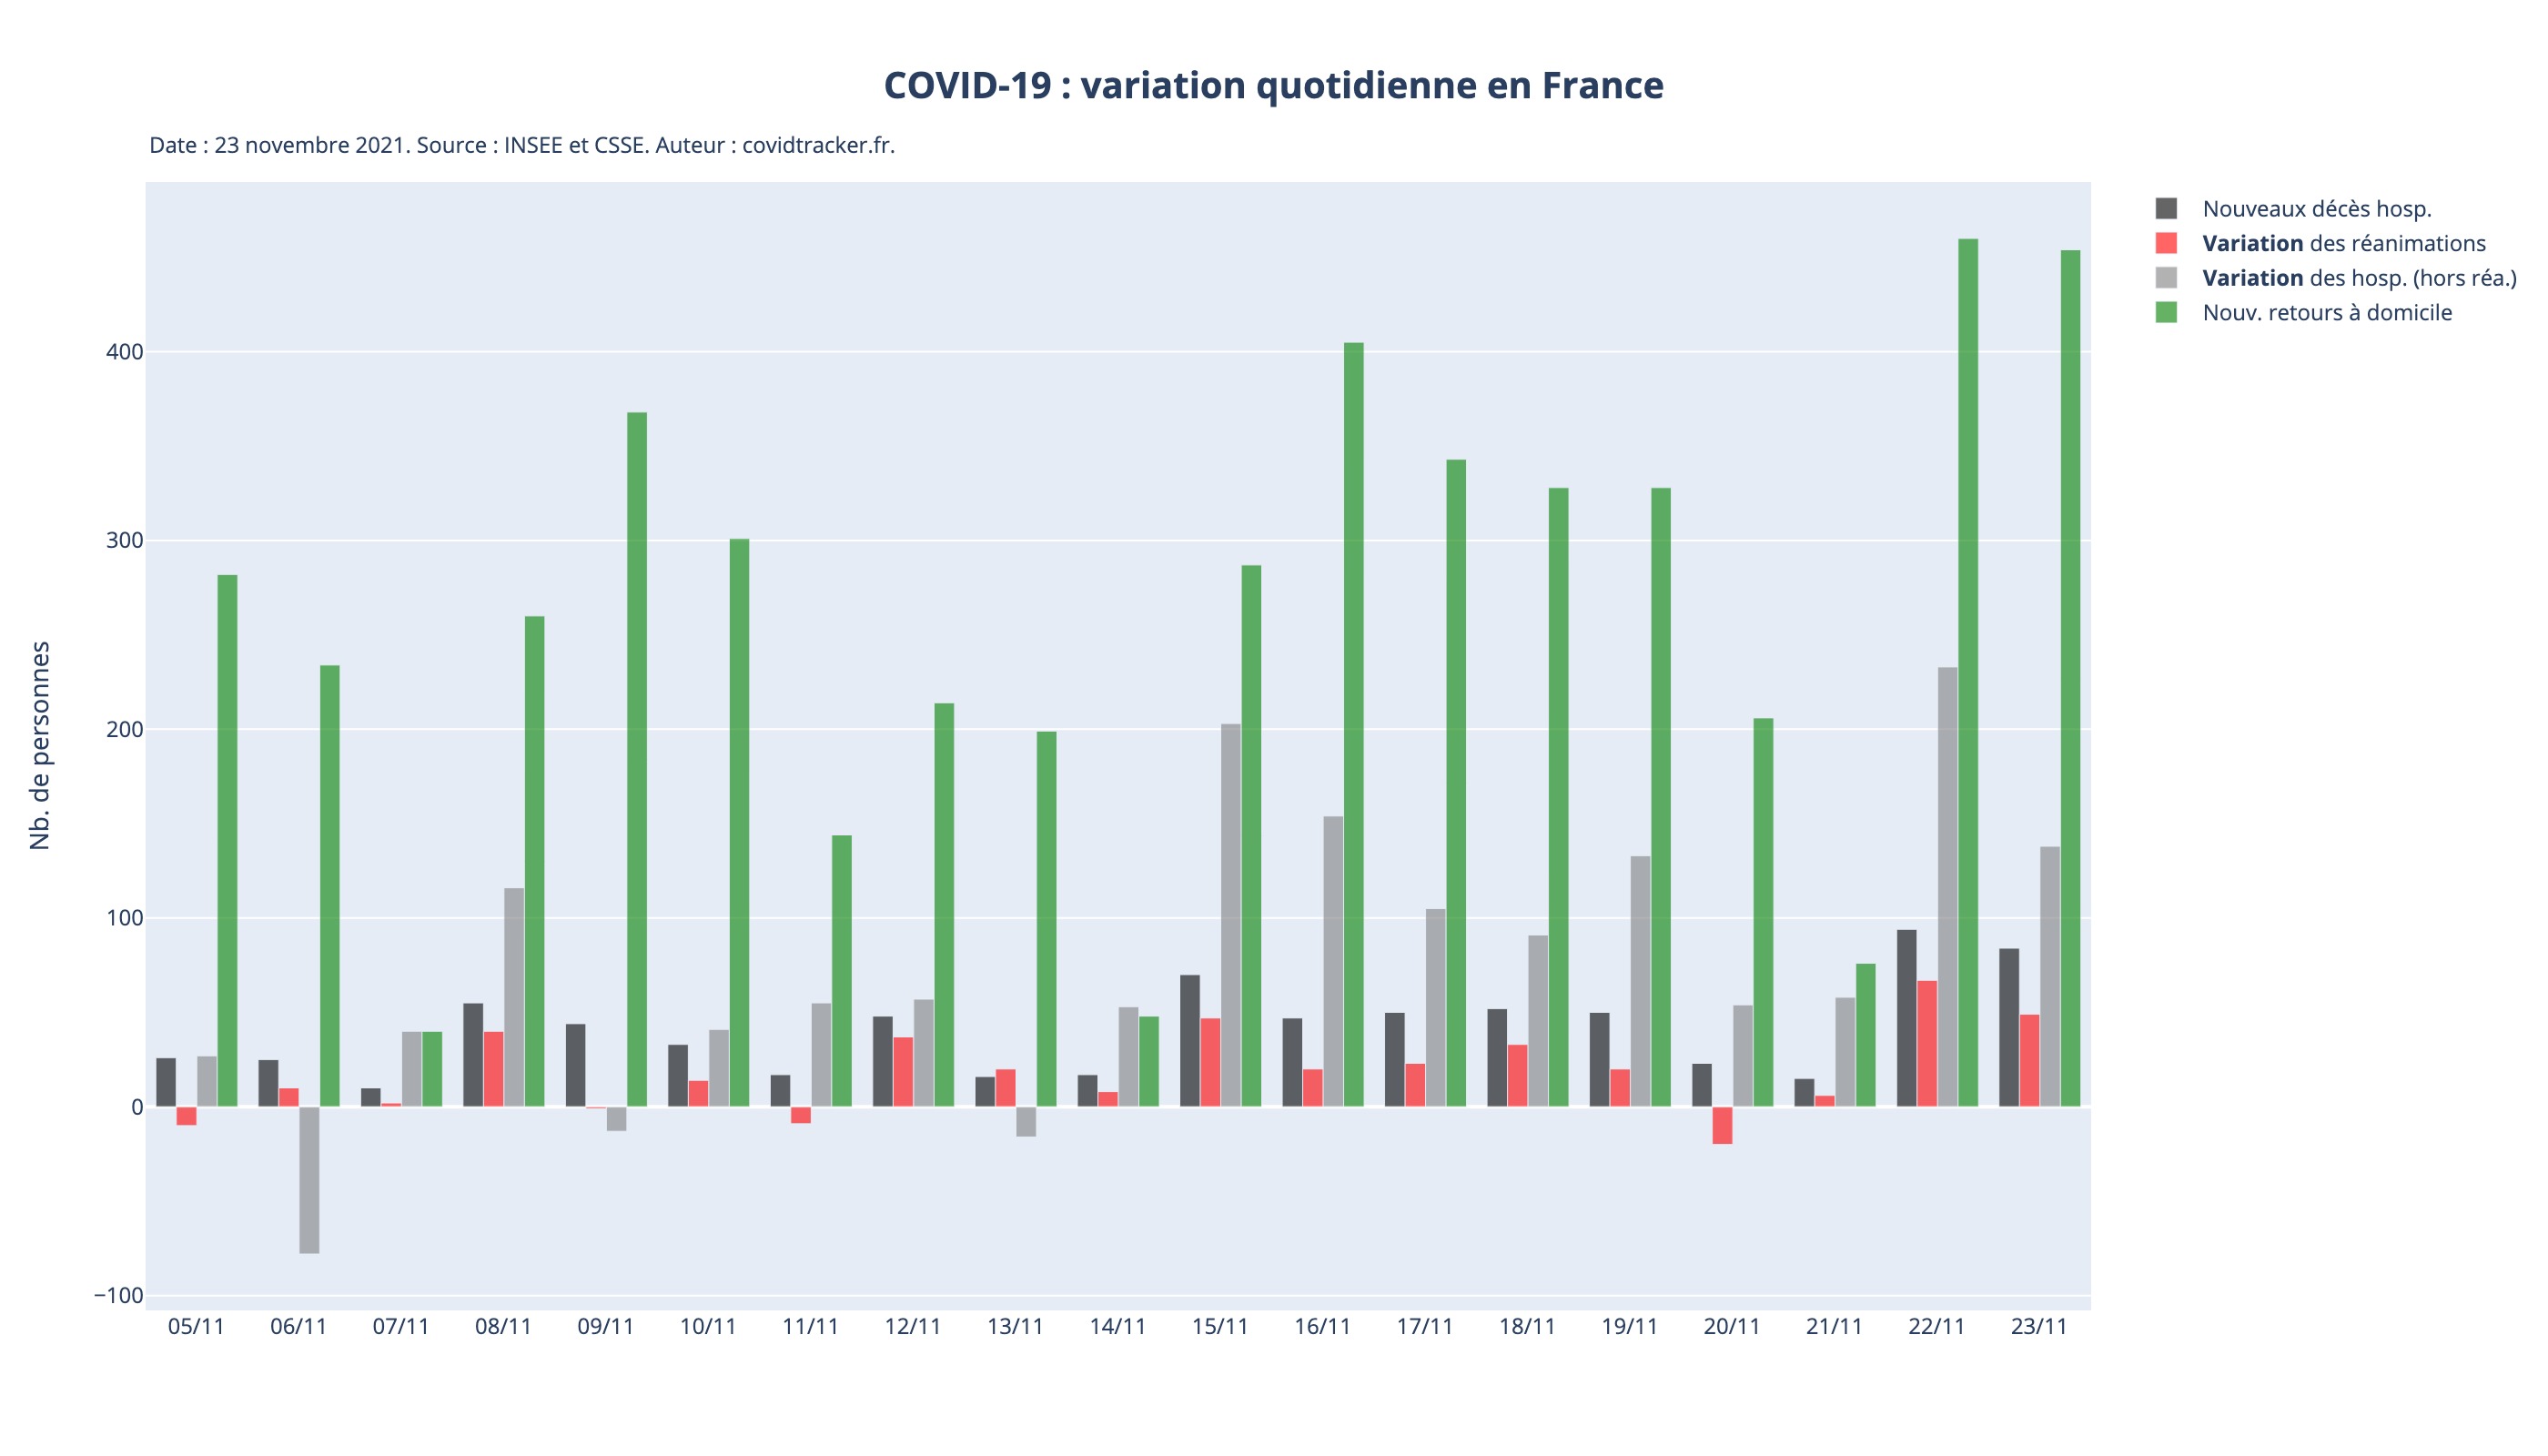 COVID-19 : variation quotidienne en France
Date : 23 novembre 2021. Source : INSEE et CSSE. Auteur : covidtracker.fr.
Nouveaux décès hosp.
Variation des réanimations
Variation des hosp. (hors réa.)
Nouv. retours à domicile
Nb. de personnes
400
300
200
100
0
−100
05/11 06/11 07/11 08/11 09/11 10/11 11/11 12/11 13/11 14/11 15/11 16/11 17/11 18/11 19/11 20/11 21/11 22/11 23/11